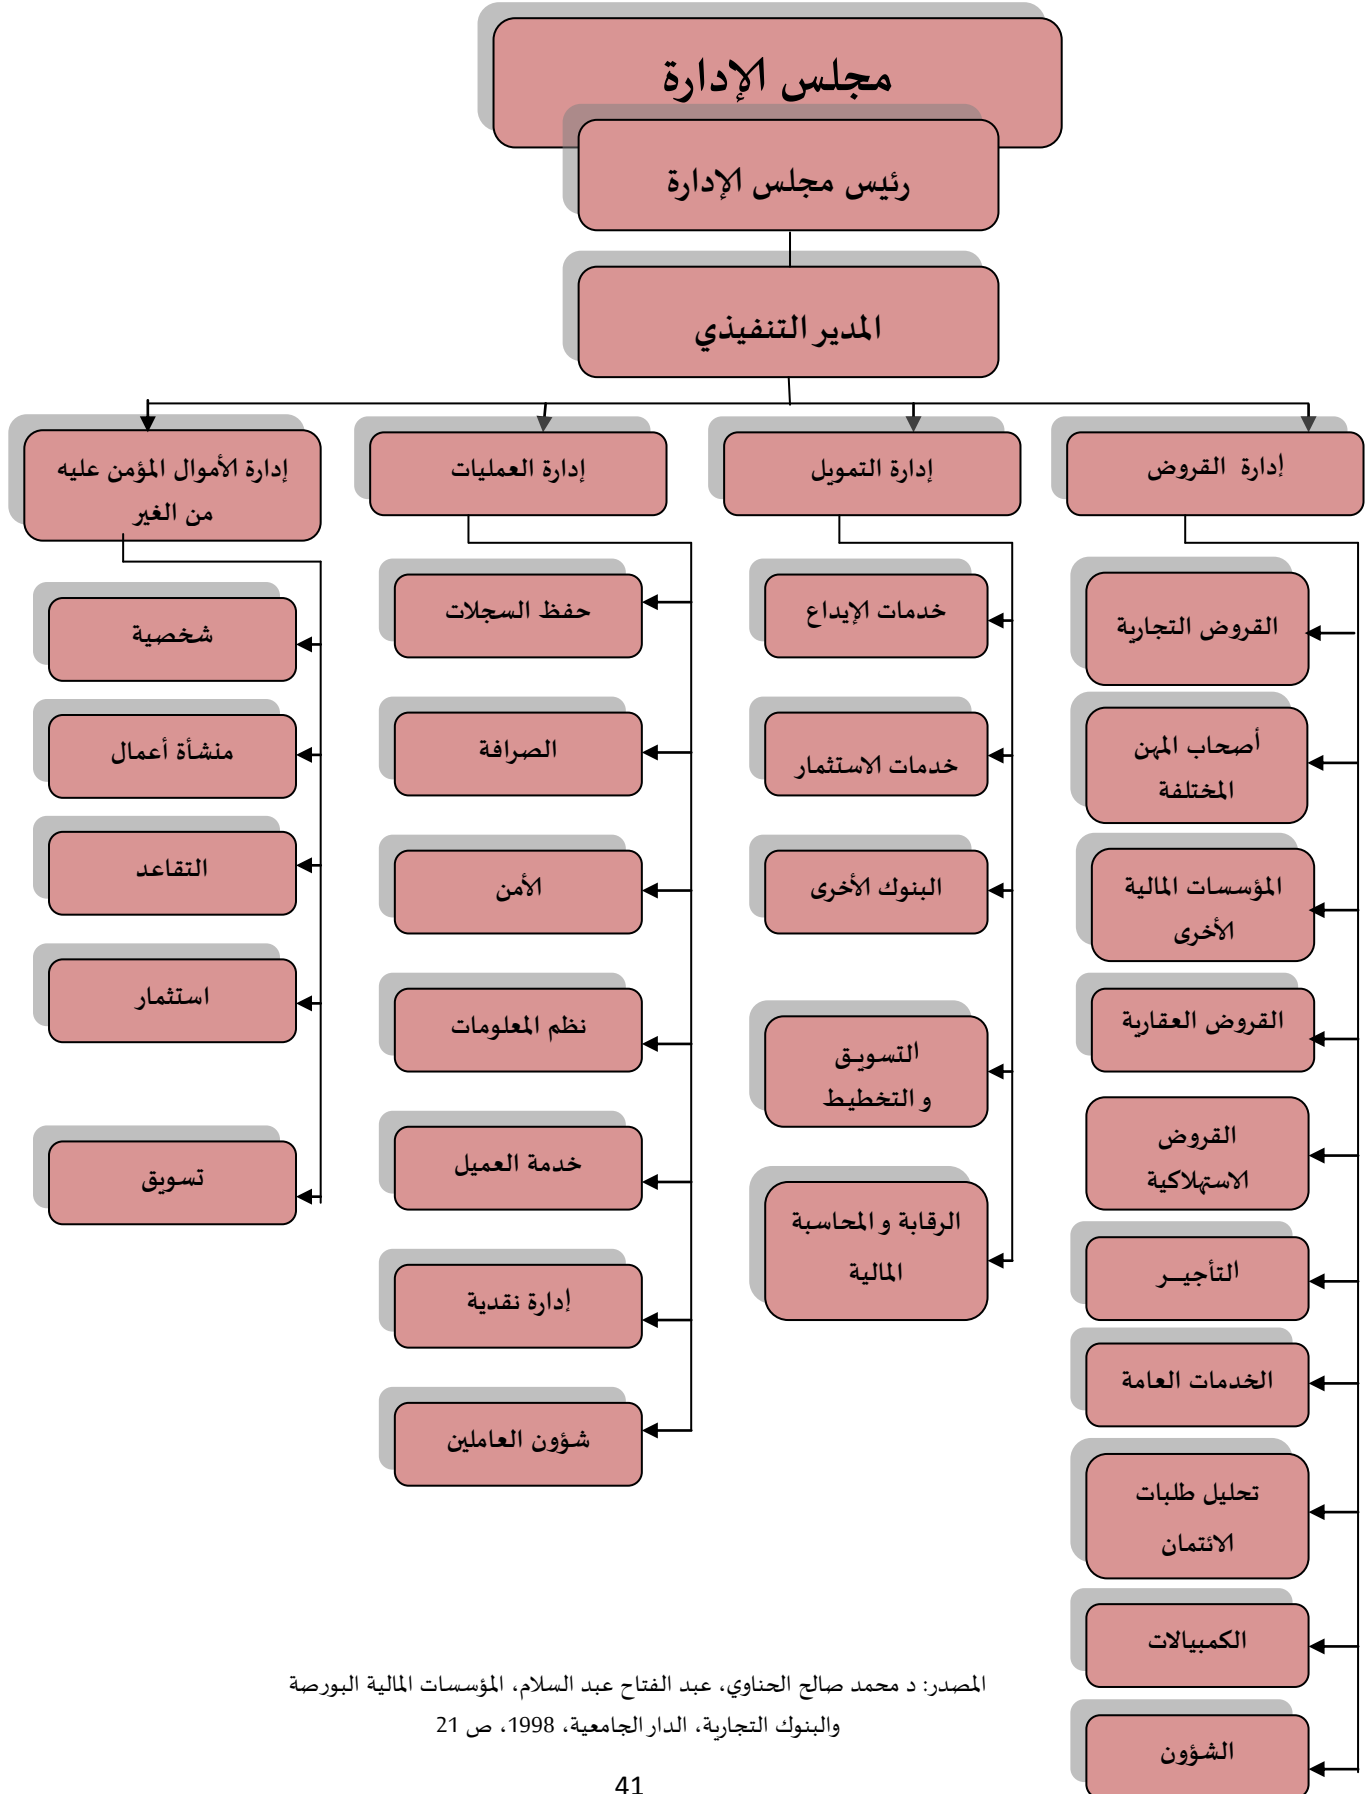 مجلس الإدارة
رئيس مجلس الإدارة
المدير التنفيذي
إدارة القروض
القروض التجارية
أصحاب المهن
المختلفة
المؤسسات المالية
الأخرى
القروض العقارية
القروض
الاستهلاكية
التأجيــر
الخدمات العامة
تحليل طلبات
الائتمان
الكمبيالات
الشؤون
إدارة التمويل
خدمات الإيداع
خدمات الاستثمار
البنوك الأخرى
التسويـق
و التخطيط
الرقابة و المحاسبة
المالية
إدارة العمليات
حفظ السجلات
الصرافة
الأمن
نظم المعلومات
خدمة العميل
إدارة نقدية
شؤون العاملين
إدارة الأموال المؤمن عليه
من الغير
شخصية
منشأة أعمال
التقاعد
استثمار
تسويق
المصدر: د محمد صالح الحناوي، عبد الفتاح عبد السلام، المؤسسات المالية البورصة
والبنوك التجارية، الدار الجامعية، 1998، ص 21
41